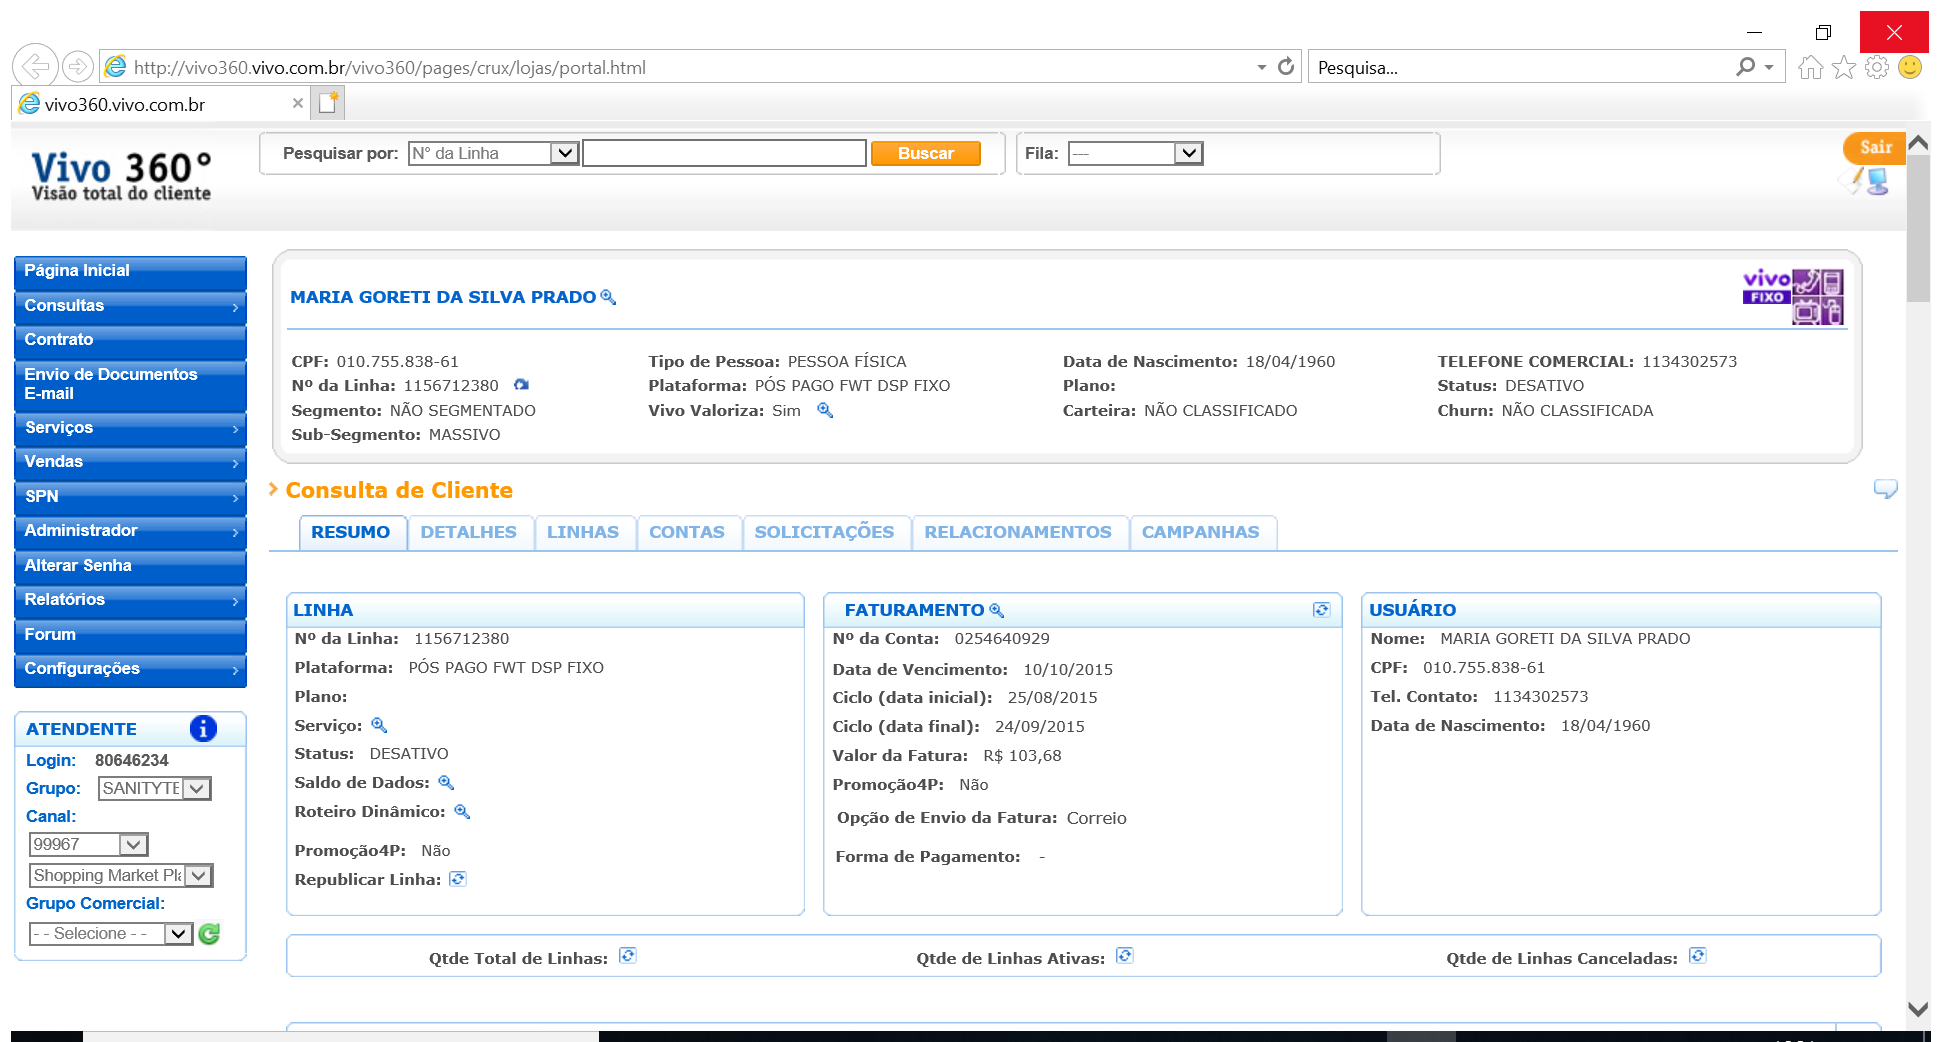 http://vivo360.vivo.com.br/vivo360/pages/crux/lojas/portal.html
Pesquisa...
vivo360.vivo.com.br
Vivo 360°
Visão total do cliente
Pesquisar por: N° da Linha Buscar
Fila: ---
Sair
Página Inicial
Consultas
Contrato
Envio de Documentos
E-mail
Serviços
Vendas
SPN
Administrador
Alterar Senha
Relatórios
Forum
Configurações
ATENDENTE
Login: 80646234
Grupo: SANITYTE
Canal:
99967
Shopping Market Pla
Grupo Comercial:
- - Selecione - -
MARIA GORETI DA SILVA PRADO
vivo
FIXO
CPF: 010.755.838-61 Tipo de Pessoa: PESSOA FÍSICA Data de Nascimento: 18/04/1960 TELEFONE COMERCIAL: 1134302573
Nº da Linha: 1156712380 Plataforma: PÓS PAGO FWT DSP FIXO Plano: Status: DESATIVO
Segmento: NÃO SEGMENTADO Vivo Valoriza: Sim Carteira: NÃO CLASSIFICADO Churn: NÃO CLASSIFICADA
Sub-Segmento: MASSIVO
Consulta de Cliente
RESUMO DETALHES LINHAS CONTAS SOLICITAÇÕES RELACIONAMENTOS CAMPANHAS
LINHA
Nº da Linha: 1156712380
Plataforma: PÓS PAGO FWT DSP FIXO
Plano:
Serviço:
Status: DESATIVO
Saldo de Dados:
Roteiro Dinâmico:
Promoção4P: Não
Republicar Linha:
FATURAMENTO
Nº da Conta: 0254640929
Data de Vencimento: 10/10/2015
Ciclo (data inicial): 25/08/2015
Ciclo (data final): 24/09/2015
Valor da Fatura: R$ 103,68
Promoção4P: Não
Opção de Envio da Fatura: Correio
Forma de Pagamento: -
USUÁRIO
Nome: MARIA GORETI DA SILVA PRADO
CPF: 010.755.838-61
Tel. Contato: 1134302573
Data de Nascimento: 18/04/1960
Qtde Total de Linhas: Qtde de Linhas Ativas: Qtde de Linhas Canceladas: